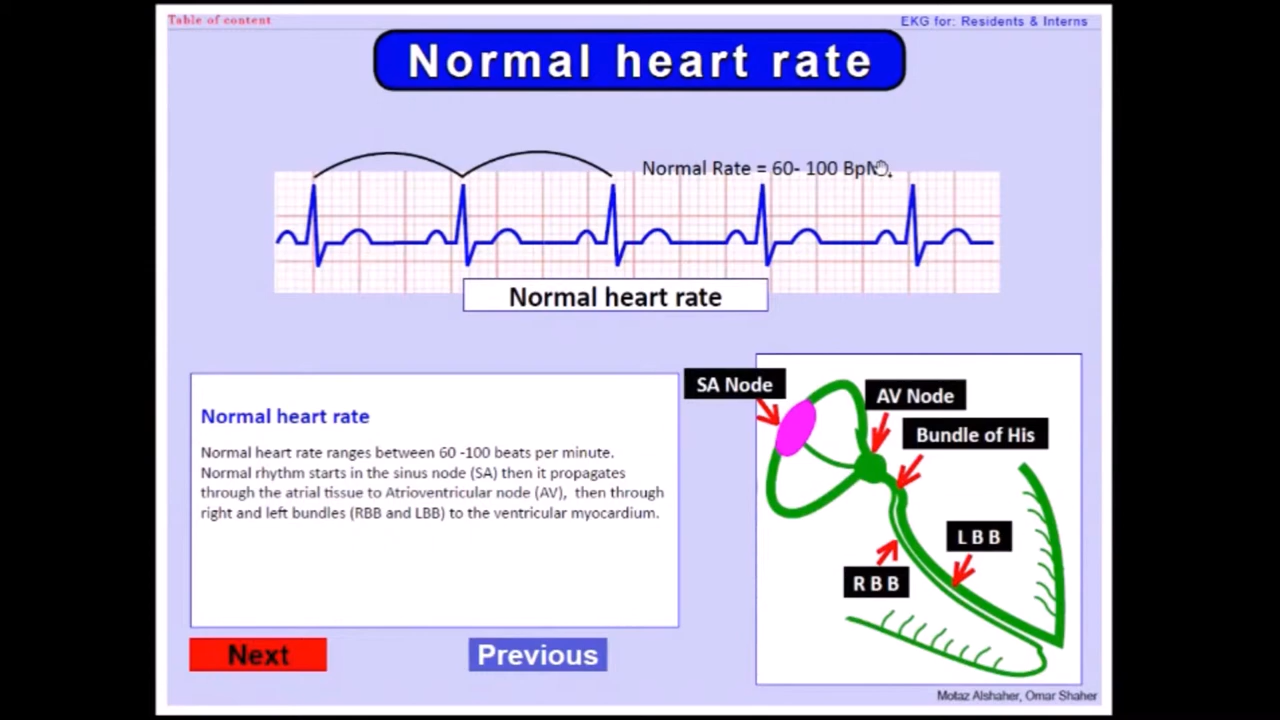 Table of content
EKG for: Residents & Interns
Normal heart rate
Normal Rate = 60- 100 BpM
Normal heart rate
Normal heart rate
Normal heart rate ranges between 60 -100 beats per minute.
Normal rhythm starts in the sinus node (SA) then it propagates
through the atrial tissue to Atrioventricular node (AV),  then through
right and left bundles (RBB and LBB) to the ventricular myocardium.
SA Node
AV Node
Bundle of His
L B B
R B B
Next
Previous
Motaz Alshaher, Omar Shaher